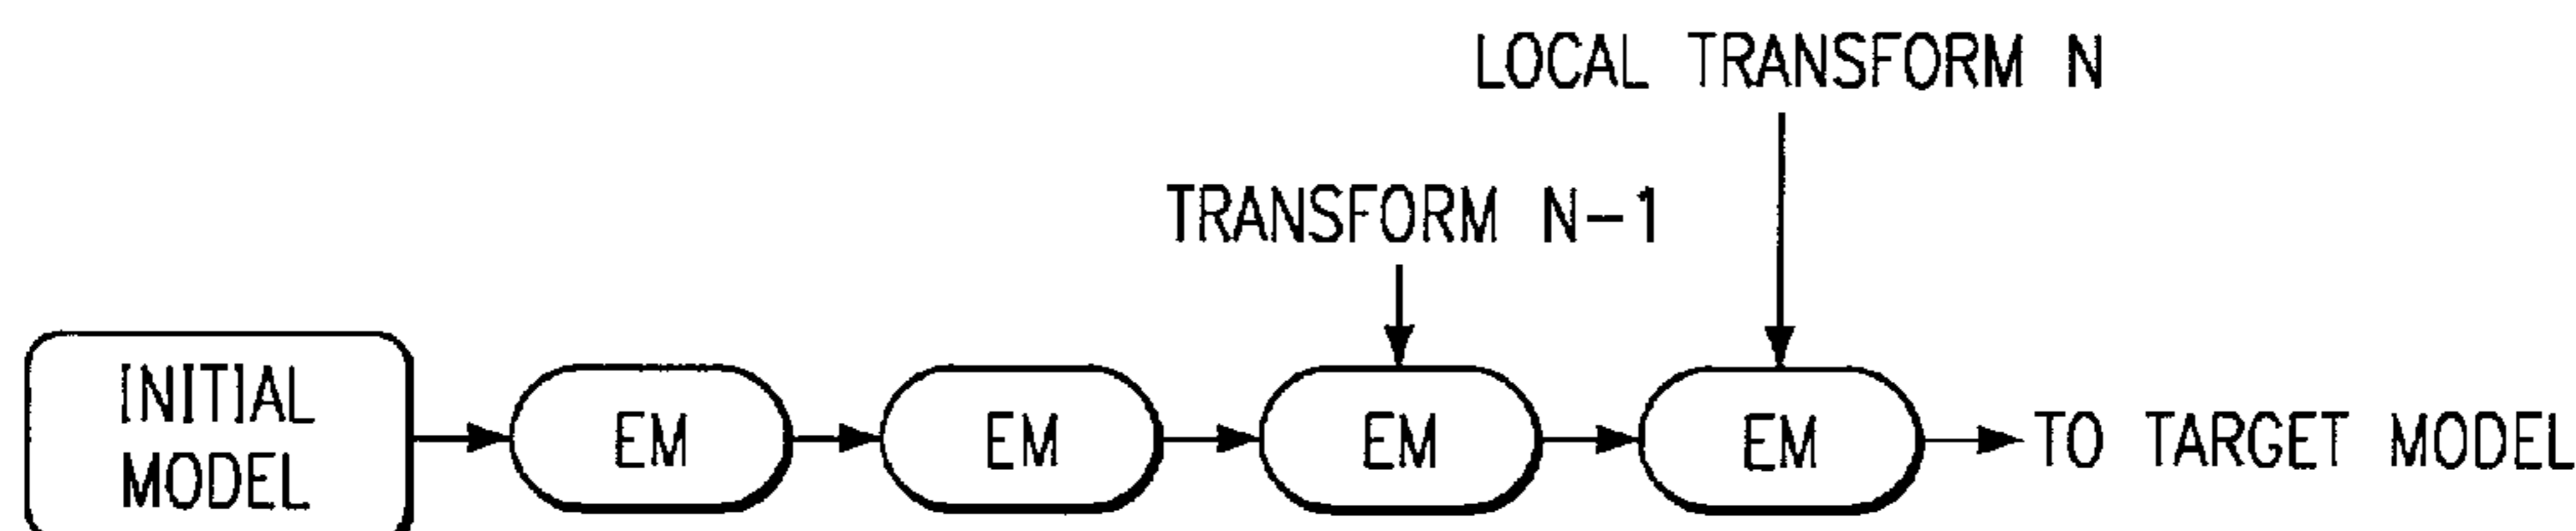 LOCAL TRANSFORM N
TRANSFORM N-1
INITIAL
MODEL
EM
EM
EM
EM
TO TARGET MODEL